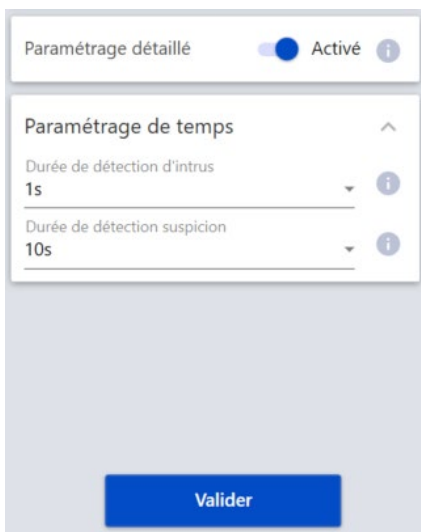 Paramétrage détaillé Activé
Paramétrage de temps
Durée de détection d'intrus
1s
Durée de détection suspicion
10s
Valider